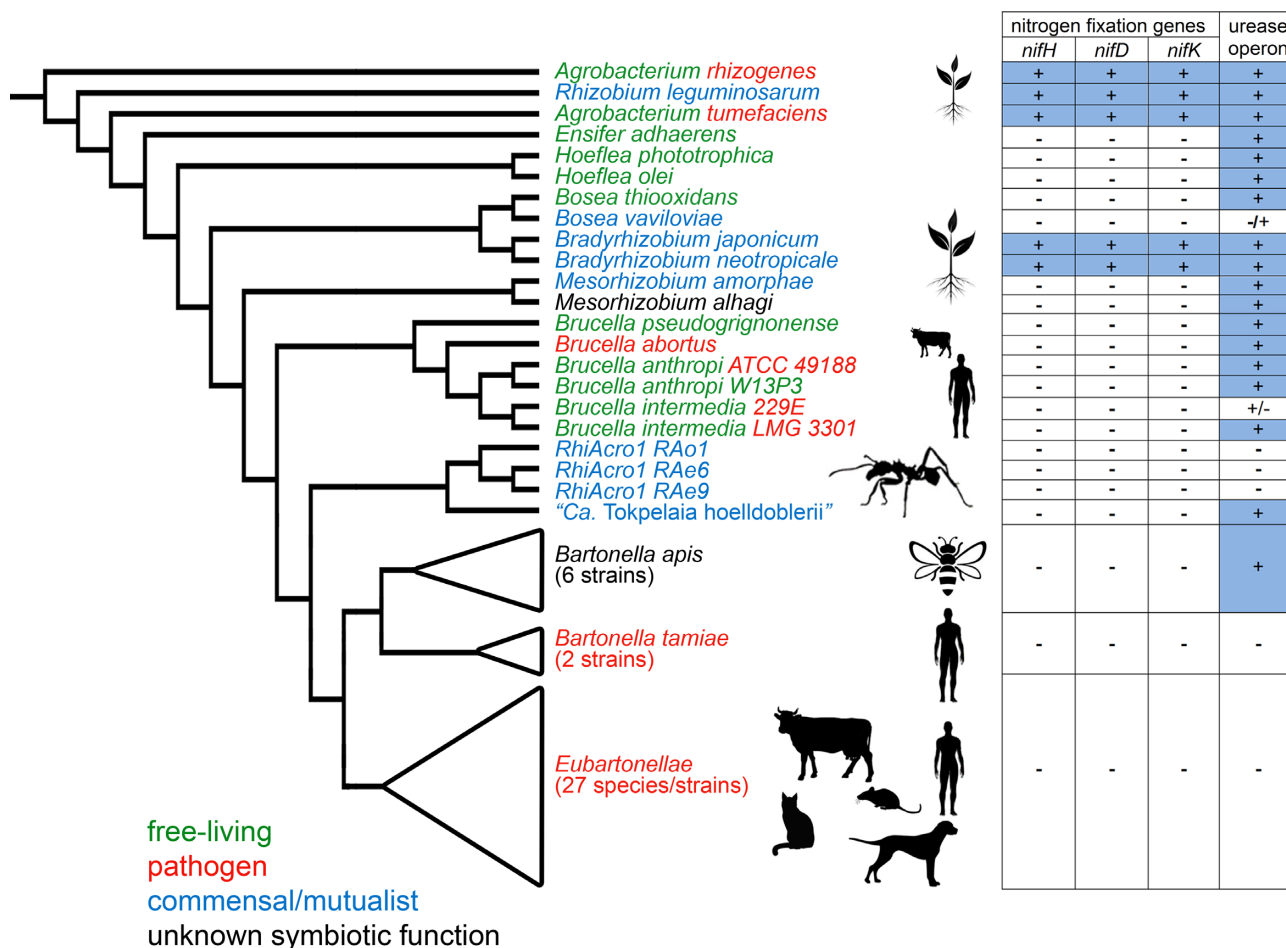 nitrogen fixation genes urease operon
nifH nifD nifK
Agrobacterium rhizogenes + + + +
Rhizobium leguminosarum + + + +
Agrobacterium tumefaciens + + + +
Ensifer adhaerens - - - +
Hoeflea phototrophica - - - +
Hoeflea olei - - - +
Bosea thiooxidans - - - +
Bosea vaviloviae - - - -/+
Bradyrhizobium japonicum + + + +
Bradyrhizobium neotropicale + + + +
Mesorhizobium amorphae - - - +
Mesorhizobium alhagi - - - +
Brucella pseudogrignonense - - - +
Brucella abortus - - - +
Brucella anthropi ATCC 49188 - - - +
Brucella anthropi W13P3 - - - +
Brucella intermedia 229E - - - +/-
Brucella intermedia LMG 3301 - - - +
RhiAcro1 RAo1 - - - -
RhiAcro1 RAe6 - - - -
RhiAcro1 RAe9 - - - -
“Ca. Tokpelaia hoelldoblerii” - - - +
Bartonella apis
(6 strains) - - - +
Bartonella tamiae
(2 strains) - - - -
Eubartonellae
(27 species/strains) - - - -
free-living
pathogen
commensal/mutualist
unknown symbiotic function